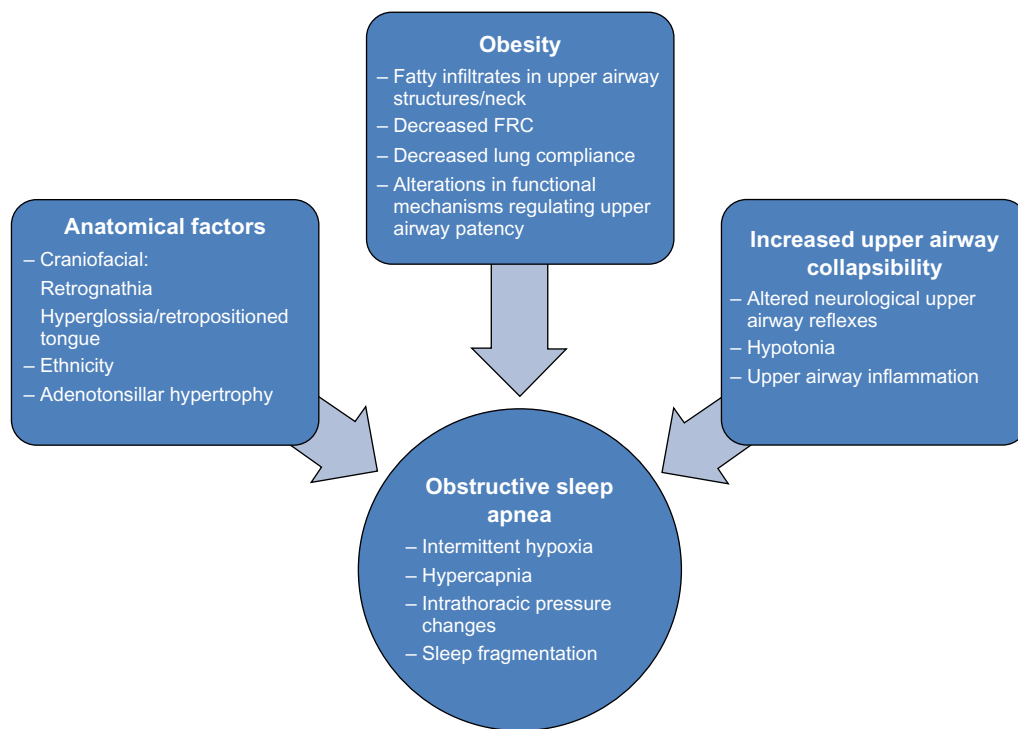 Obesity
– Fatty infiltrates in upper airway
structures/neck
– Decreased FRC
– Decreased lung compliance
– Alterations in functional
mechanisms regulating upper
airway patency
Anatomical factors
– Craniofacial:
Retrognathia
Hyperglossia/retropositioned
tongue
– Ethnicity
– Adenotonsillar hypertrophy
Increased upper airway
collapsibility
– Altered neurological upper
airway reflexes
– Hypotonia
– Upper airway inflammation
Obstructive sleep
apnea
– Intermittent hypoxia
– Hypercapnia
– Intrathoracic pressure
changes
– Sleep fragmentation